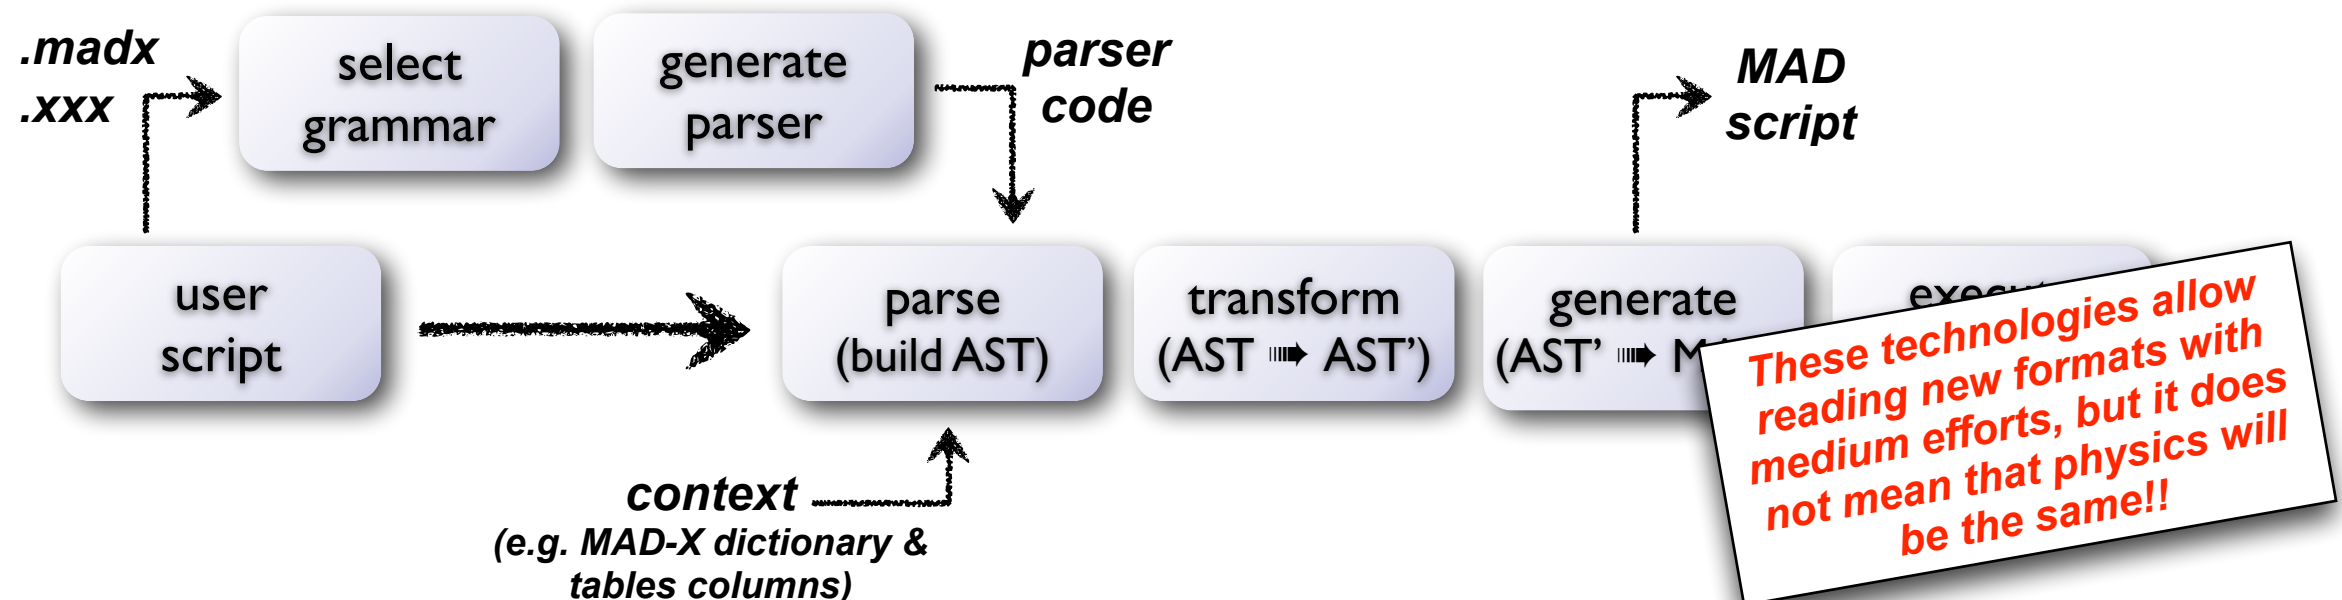 .madx
.xxx
select
grammar
generate
parser
parser
code
MAD
script
user
script
parse
(build AST)
transform
(AST ➠ AST’)
generate
(AST’ ➠
context
(e.g. MAD-X dictionary &
tables columns)
These technologies allow
reading new formats with
medium efforts, but it does
not mean that physics will
be the same!!